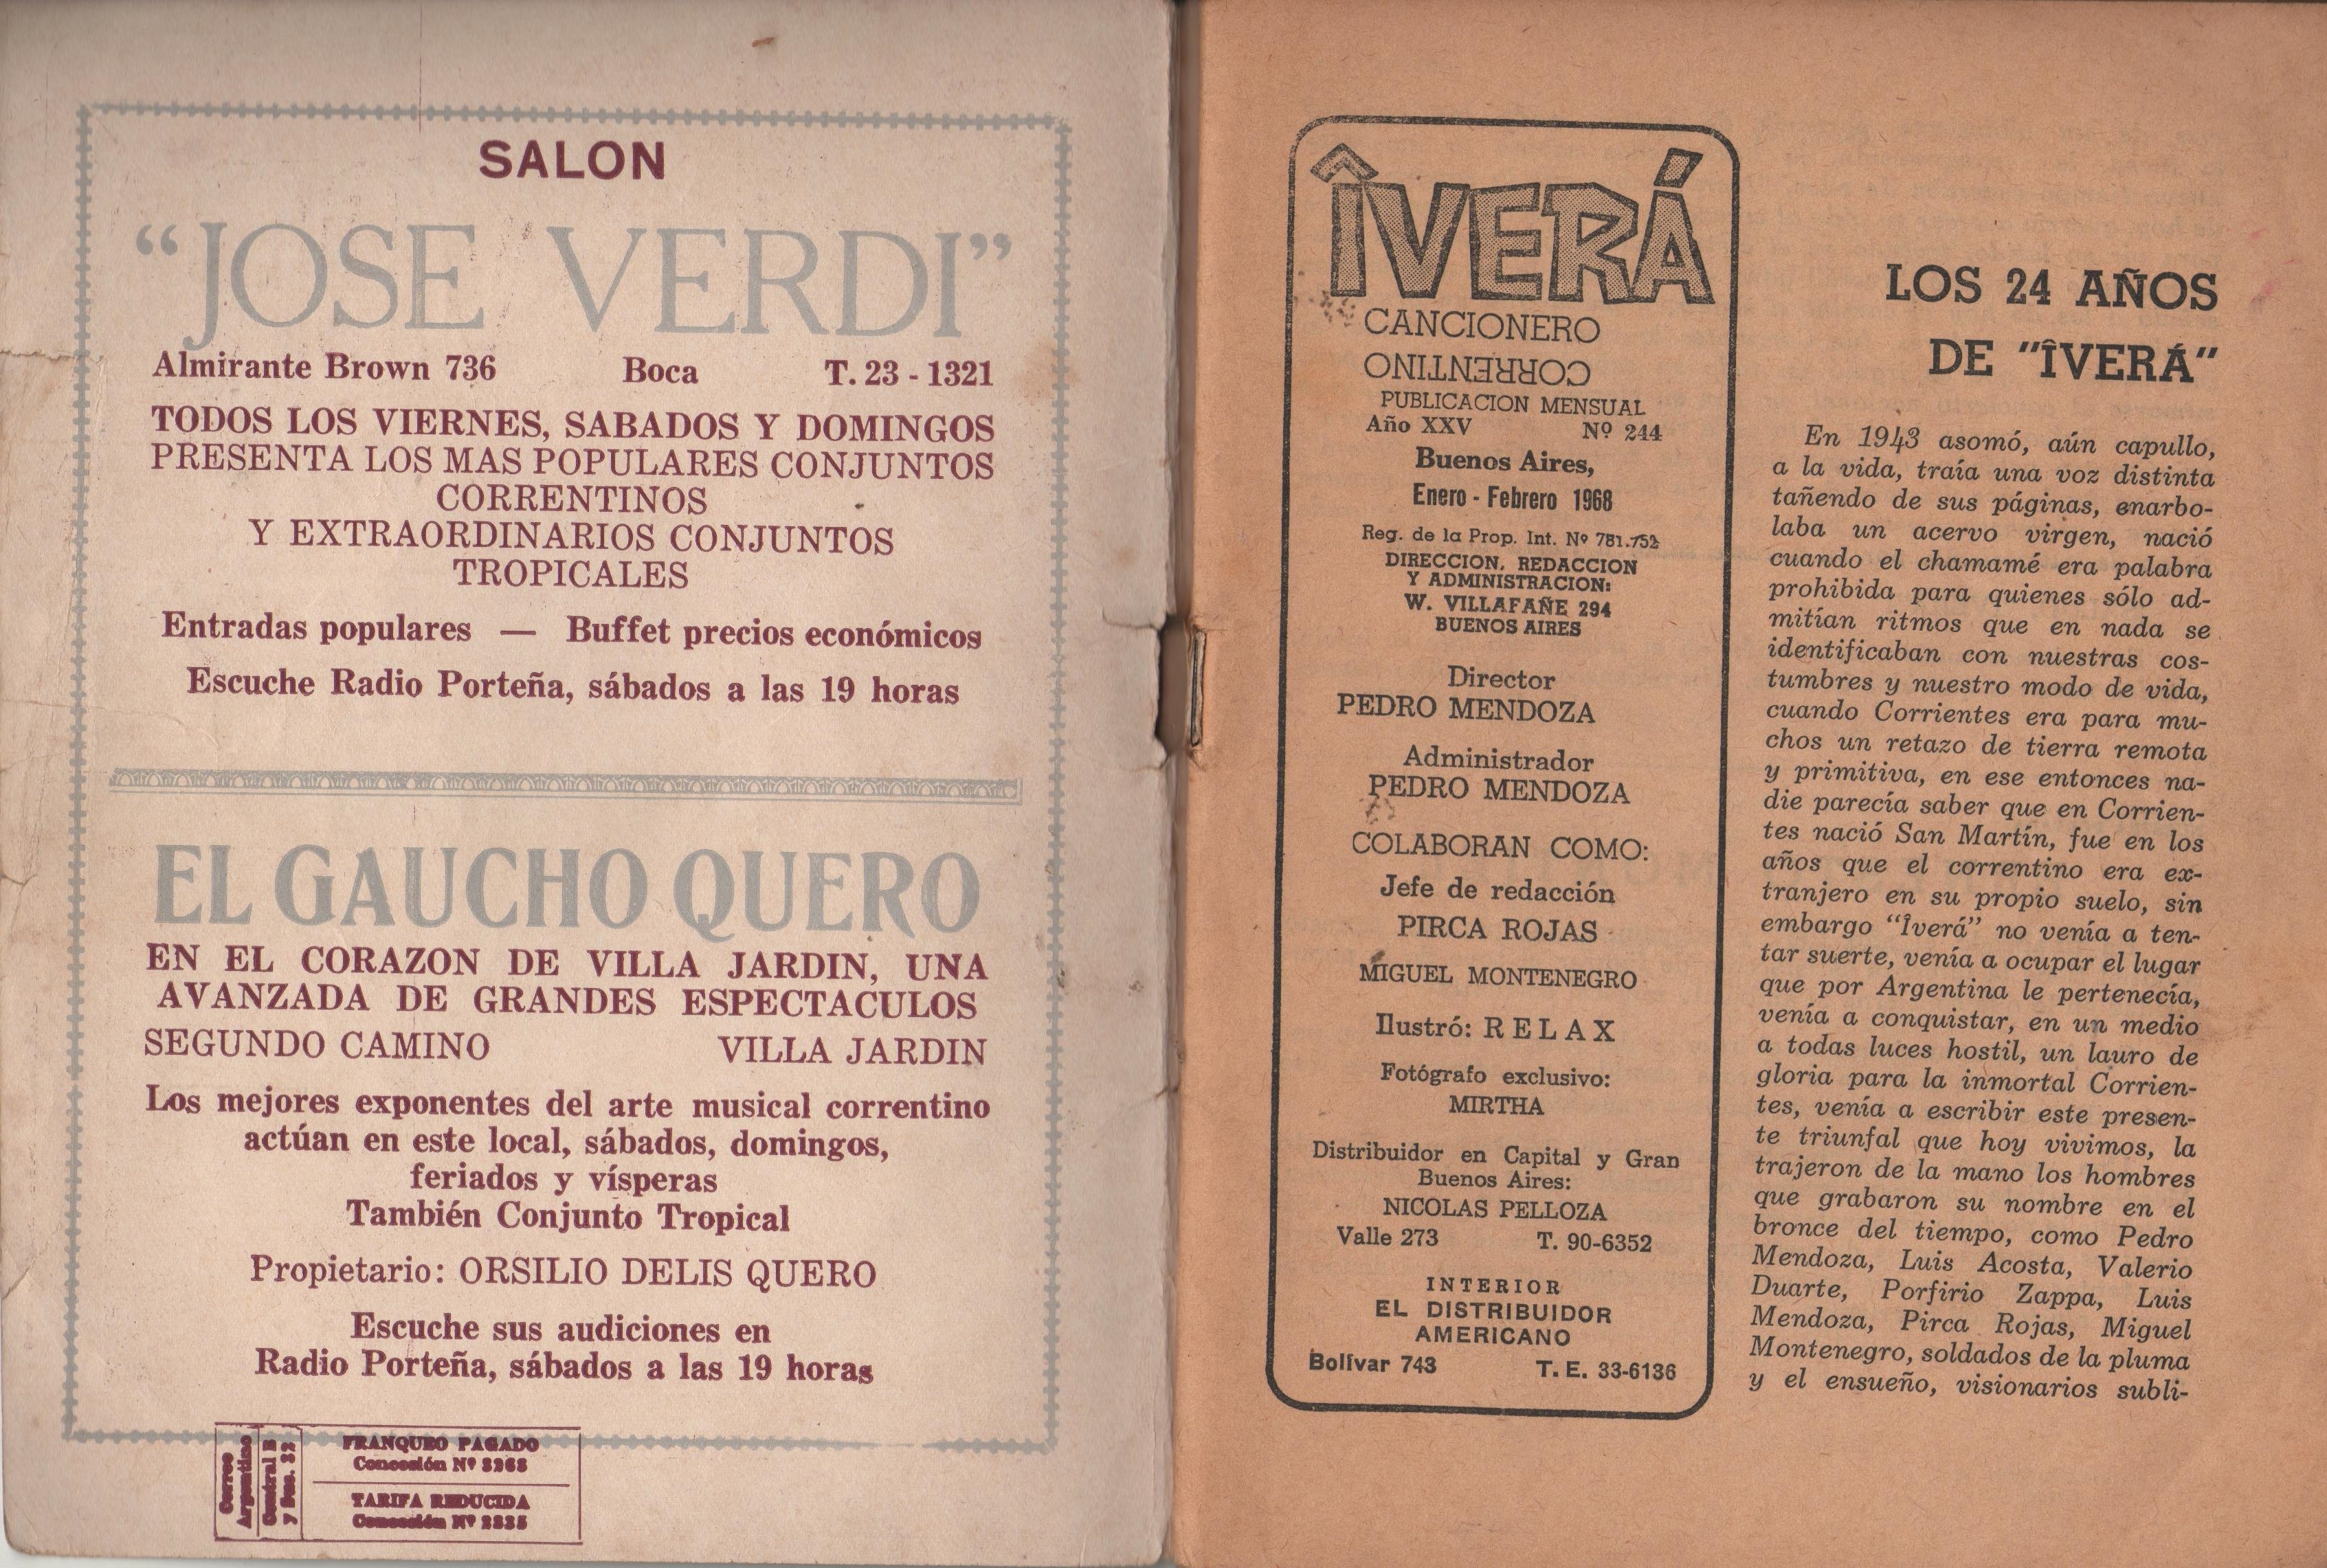 SALON
"JOSE VERDI"
Almirante Brown 736 Boca T. 23 - 1321
TODOS LOS VIERNES, SABADOS Y DOMINGOS
PRESENTA LOS MAS POPULARES CONJUNTOS
CORRENTINOS
Y EXTRAORDINARIOS CONJUNTOS
TROPICALES
Entradas populares — Buffet precios económicos
Escuche Radio Porteña, sábados a las 19 horas
EL GAUCHO QUERO
EN EL CORAZON DE VILLA JARDIN, UNA
AVANZADA DE GRANDES ESPECTACULOS
SEGUNDO CAMINO VILLA JARDIN
Los mejores exponentes del arte musical correntino
actúan en este local, sábados, domingos,
feriados y vísperas
También Conjunto Tropical
Propietario: ORSILIO DELIS QUERO
Escuche sus audiciones en
Radio Porteña, sábados a las 19 horas
Correo
Argentino
Central B
y Suc. 32
FRANQUEO PAGADO
Concesión Nº 3263
TARIFA REDUCIDA
Concesión Nº 2335
ÎVERÁ
CANCIONERO
CORRENTINO
PUBLICACION MENSUAL
Año XXV Nº 244
Buenos Aires,
Enero - Febrero 1968
Reg. de la Prop. Int. Nº 781.752
DIRECCION, REDACCION
Y ADMINISTRACION:
W. VILLAFAÑE 294
BUENOS AIRES
Director
PEDRO MENDOZA
Administrador
PEDRO MENDOZA
COLABORAN COMO:
Jefe de redacción
PIRCA ROJAS
MIGUEL MONTENEGRO
Ilustró: RELAX
Fotógrafo exclusivo:
MIRTHA
Distribuidor en Capital y Gran
Buenos Aires:
NICOLAS PELLOZA
Valle 273 T. 90-6352
INTERIOR
EL DISTRIBUIDOR
AMERICANO
Bolívar 743 T. E. 33-6136
LOS 24 AÑOS
DE "ÎVERÁ"
En 1943 asomó, aún capullo,
a la vida, traía una voz distinta
tañendo de sus páginas, enarbo-
laba un acervo virgen, nació
cuando el chamamé era palabra
prohibida para quienes sólo ad-
mitían ritmos que en nada se
identificaban con nuestras cos-
tumbres y nuestro modo de vida,
cuando Corrientes era para mu-
chos un retazo de tierra remota
y primitiva, en ese entonces na-
die parecía saber que en Corrien-
tes nació San Martín, fue en los
años que el correntino era ex-
tranjero en su propio suelo, sin
embargo "Îverá" no venía a ten-
tar suerte, venía a ocupar el lugar
que por Argentina le pertenecía,
venía a conquistar, en un medio
a todas luces hostil, un lauro de
gloria para la inmortal Corrien-
tes, venía a escribir este presen-
te triunfal que hoy vivimos, la
trajeron de la mano los hombres
que grabaron su nombre en el
bronce del tiempo, como Pedro
Mendoza, Luis Acosta, Valerio
Duarte, Porfirio Zappa, Luis
Mendoza, Pirca Rojas, Miguel
Montenegro, soldados de la pluma
y el ensueño, visionarios subli-